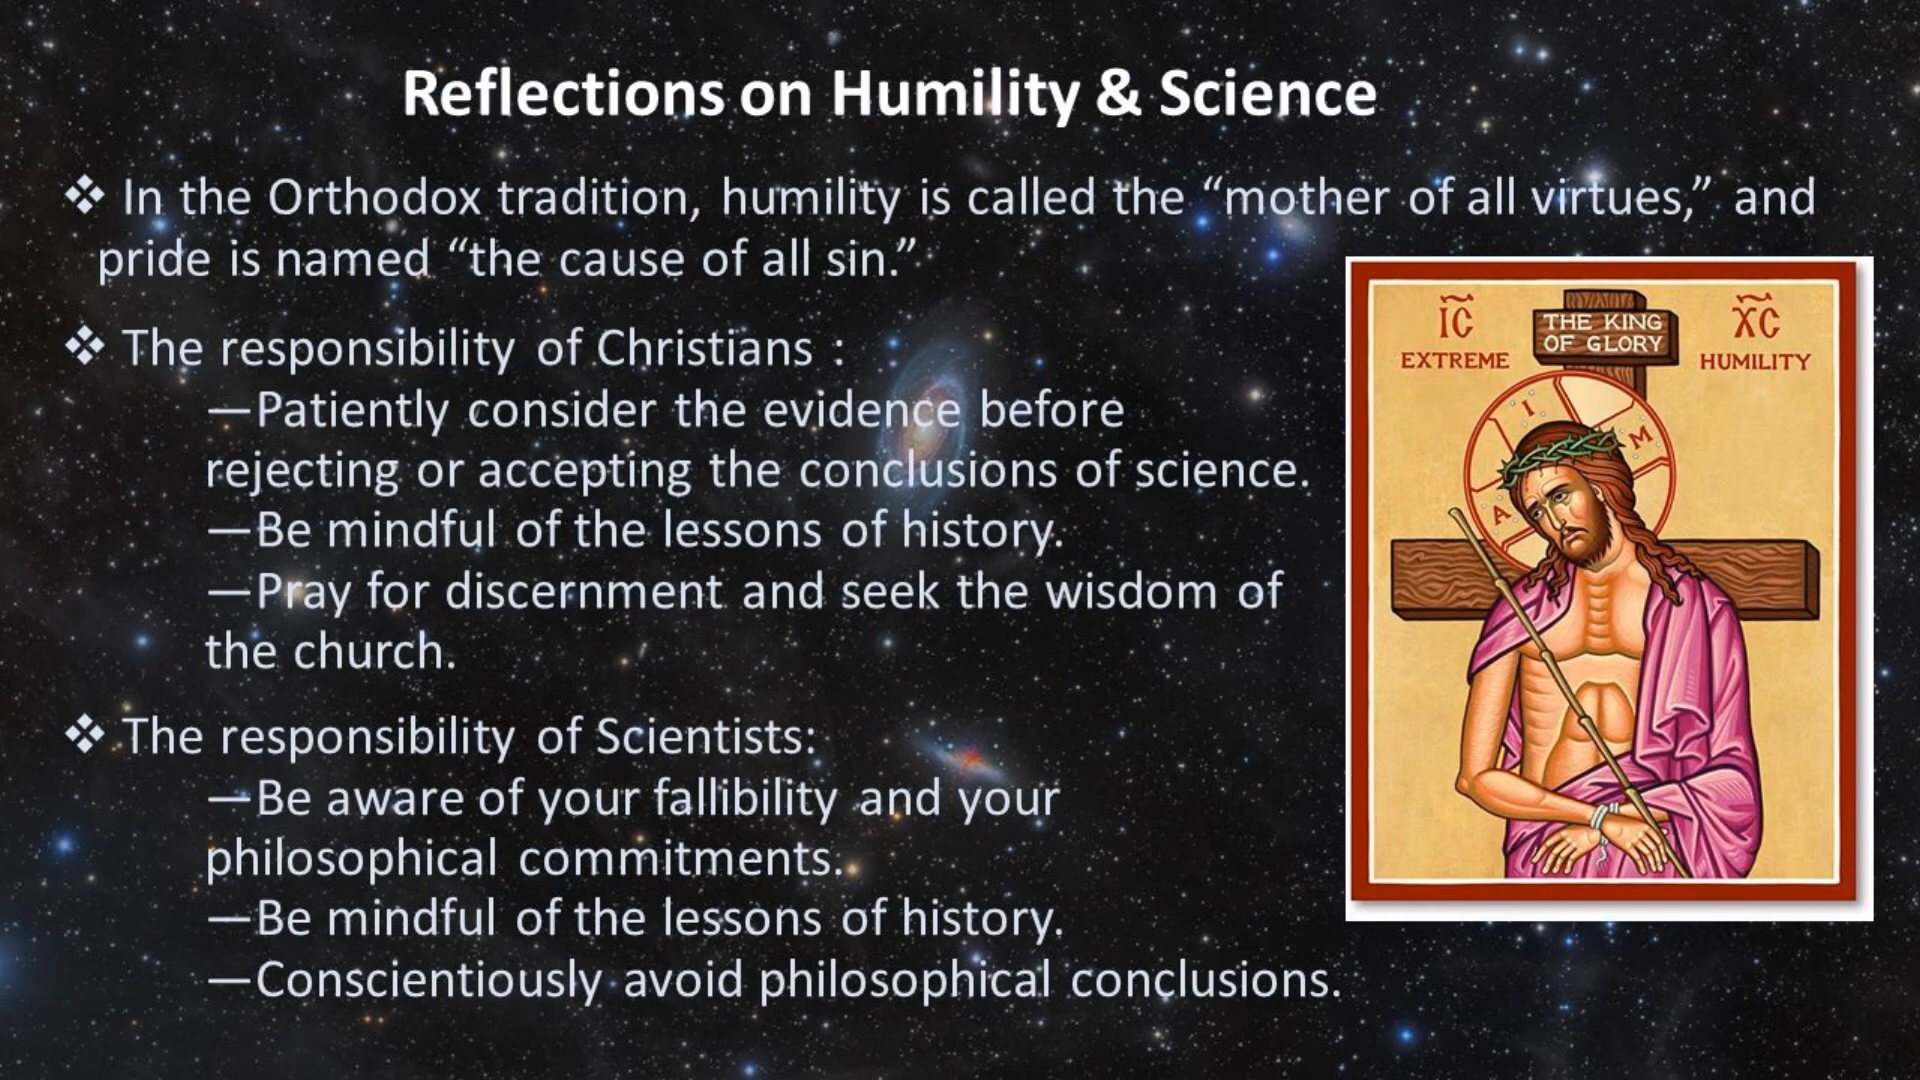 Reflections on Humility & Science
❖ In the Orthodox tradition, humility is called the “mother of all virtues,” and
pride is named “the cause of all sin.”
❖ The responsibility of Christians :
—Patiently consider the evidence before
rejecting or accepting the conclusions of science.
—Be mindful of the lessons of history.
—Pray for discernment and seek the wisdom of
the church.
❖ The responsibility of Scientists:
—Be aware of your fallibility and your
philosophical commitments.
—Be mindful of the lessons of history.
—Conscientiously avoid philosophical conclusions.
IC
EXTREME
THE KING
OF GLORY
XC
HUMILITY
I
A M